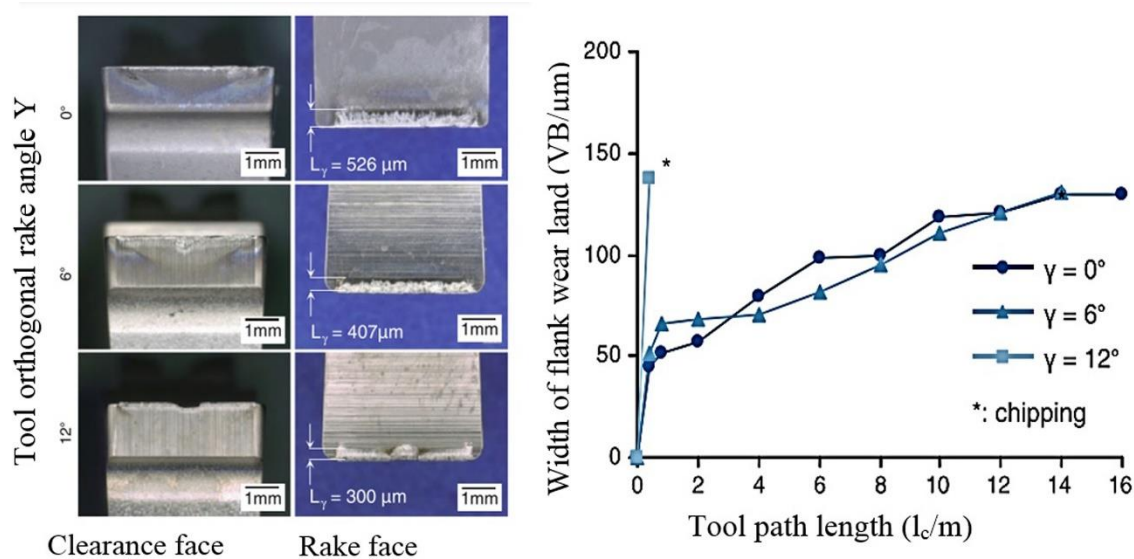 Tool orthogonal rake angle Y
0°
1mm
Lγ = 526 µm
1mm
6°
1mm
Lγ = 407µm
1mm
12°
1mm
Lγ = 300 µm
1mm
Clearance face
Rake face
Width of flank wear land (VB/µm)
200
150
100
50
0
*
*
γ = 0°
γ = 6°
γ = 12°
*: chipping
0
2
4
6
8
10
12
14
16
Tool path length (lc/m)